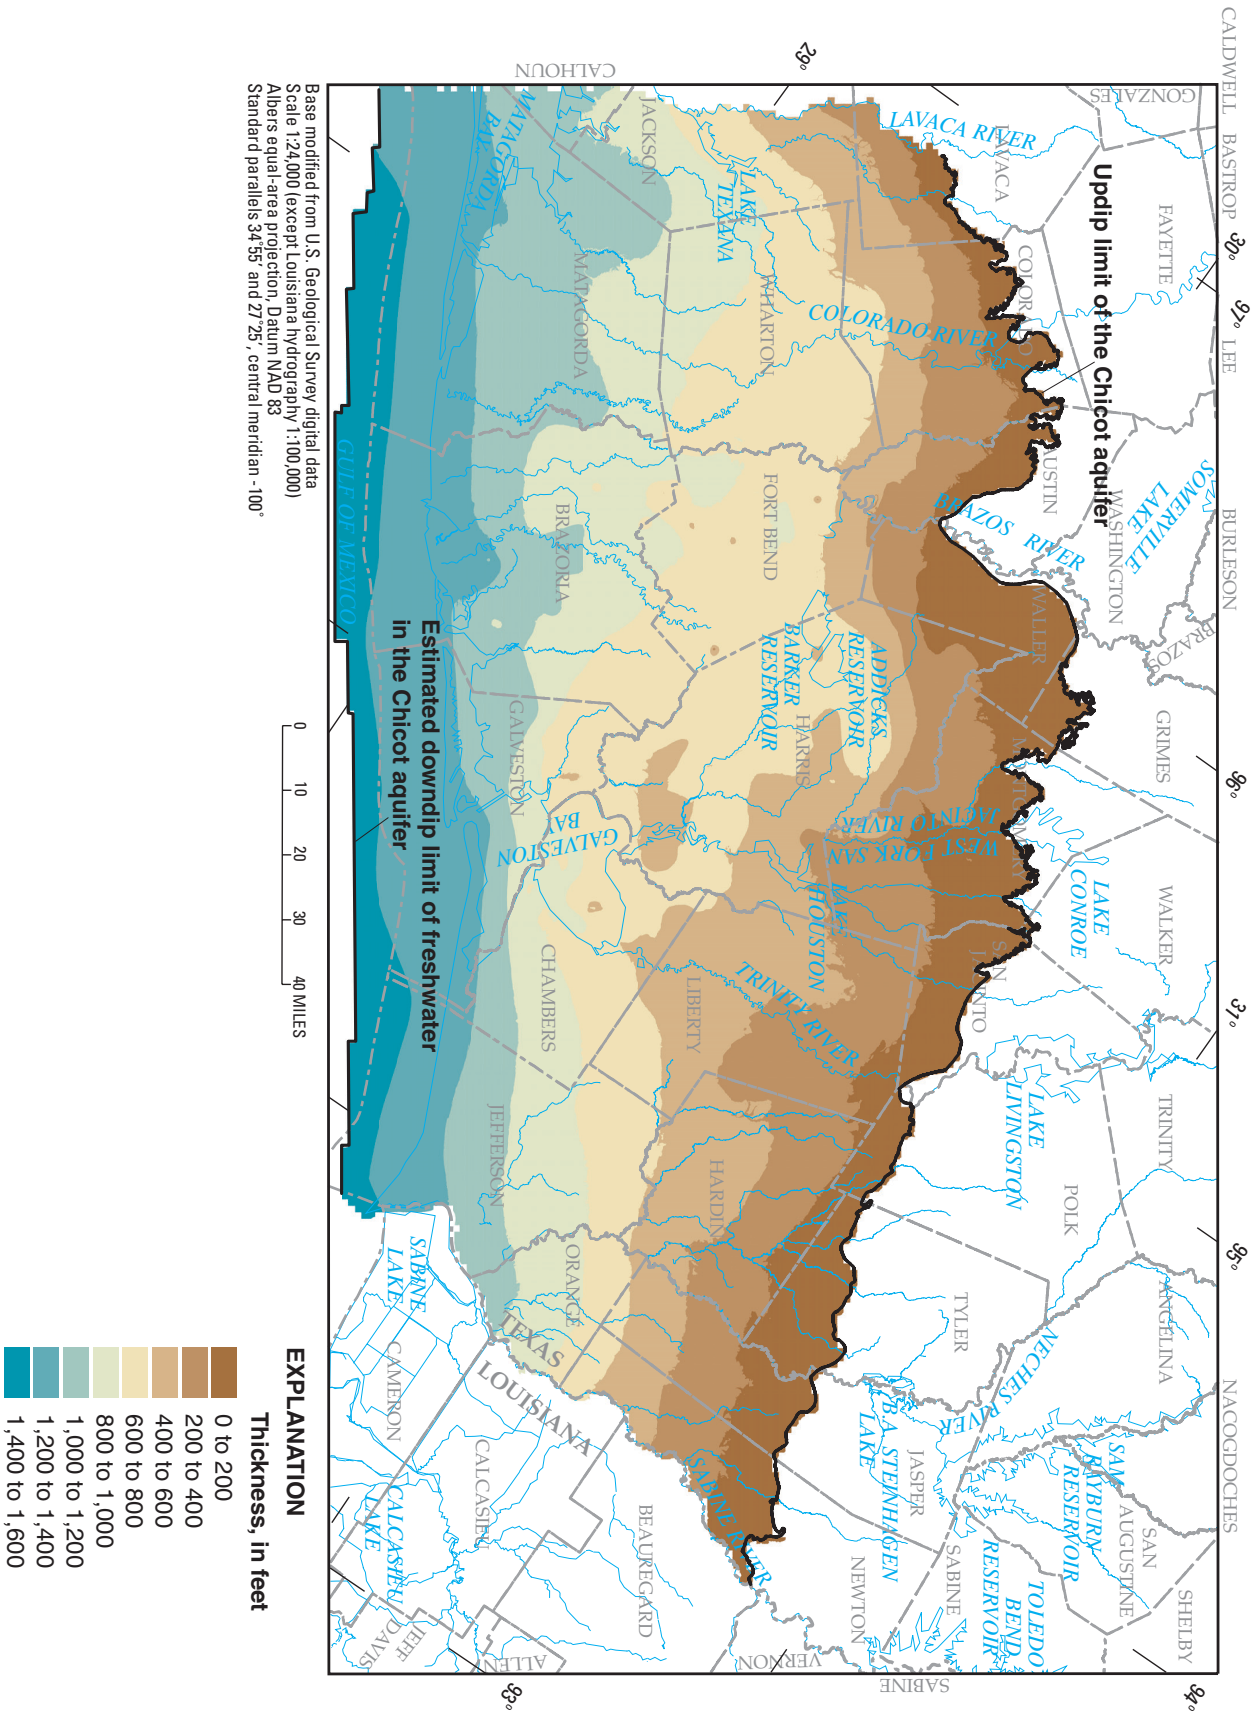 CALDWELL
BASTROP
30°
97°
LEE
BURLESON
BRAZOS
96°
31°
95°
NACOGDOCHES
94°
GONZALES
FAYETTE
SOMERVILLE
LAKE
WASHINGTON
GRIMES
WALKER
TRINITY
ANGELINA
SAN
AUGUSTINE
SHELBY
Updip limit of the Chicot aquifer
LAVACA RIVER
LAVACA
COLORADO
AUSTIN
BRAZOS RIVER
WALLER
MONTGOMERY
LAKE
CONROE
SAN
JACINTO
LAKE
LIVINGSTON
POLK
TYLER
NECHES RIVER
SAM RAYBURN
RESERVOIR
TOLEDO
BEND
RESERVOIR
B.A. STEINHAGEN
LAKE
JASPER
SABINE
NEWTON
SABINE
VERNON
29°
CALHOUN
JACKSON
LAKE
TEXANA
WHARTON
COLORADO RIVER
FORT BEND
BARKER
RESERVOIR
ADDICKS
RESERVOIR
HARRIS
WEST FORK SAN
JACINTO RIVER
LAKE
HOUSTON
TRINITY RIVER
LIBERTY
HARDIN
SABINE RIVER
MATAGORDA
BAY
MATAGORDA
BRAZORIA
GALVESTON
GALVESTON
BAY
CHAMBERS
JEFFERSON
ORANGE
TEXAS
LOUISIANA
BEAUREGARD
CALCASIEU
ALLEN
93°
GULF OF MEXICO
Estimated downdip limit of freshwater
in the Chicot aquifer
SABINE
LAKE
CAMERON
CALCASIEU
LAKE
JEFF
DAVIS
Base modified from U.S. Geological Survey digital data
Scale 1:24,000 (except Louisiana hydrography 1:100,000)
Albers equal-area projection, Datum NAD 83
Standard parallels 34°55' and 27°25', central meridian -100°
0 10 20 30 40 MILES
EXPLANATION
Thickness, in feet
0 to 200
200 to 400
400 to 600
600 to 800
800 to 1,000
1,000 to 1,200
1,200 to 1,400
1,400 to 1,600